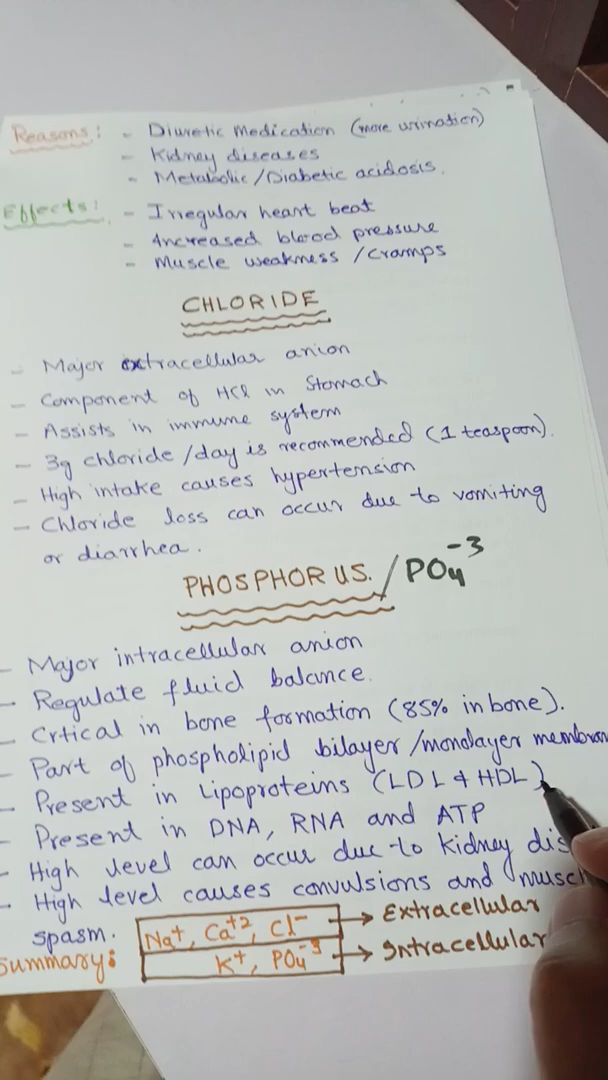 Reasons: - Diuretic Medication (more urination)
- Kidney diseases
- Metabolic/Diabetic acidosis.
Effects: - Irregular heart beat
- Increased blood pressure
- Muscle weakness / cramps
CHLORIDE
- Major extracellular anion
- Component of HCl in Stomach
- Assists in immune system
- 3g chloride/day is recommended (1 teaspoon).
- High intake causes hypertension
- Chloride loss can occur due to vomiting
or diarrhea.
PHOSPHORUS. / PO4-3
- Major intracellular anion
- Regulate fluid balance.
- Crtical in bone formation (85% in bone).
- Part of phospholipid bilayer/monolayer membran
- Present in Lipoproteins (LDL & HDL)
- Present in DNA, RNA and ATP
- High level can occur due to kidney dis
- High level causes convulsions and muscl
spasm.
Summary: Na+, Ca+2, Cl- → Extracellular
K+, PO4-3 → Intracellular